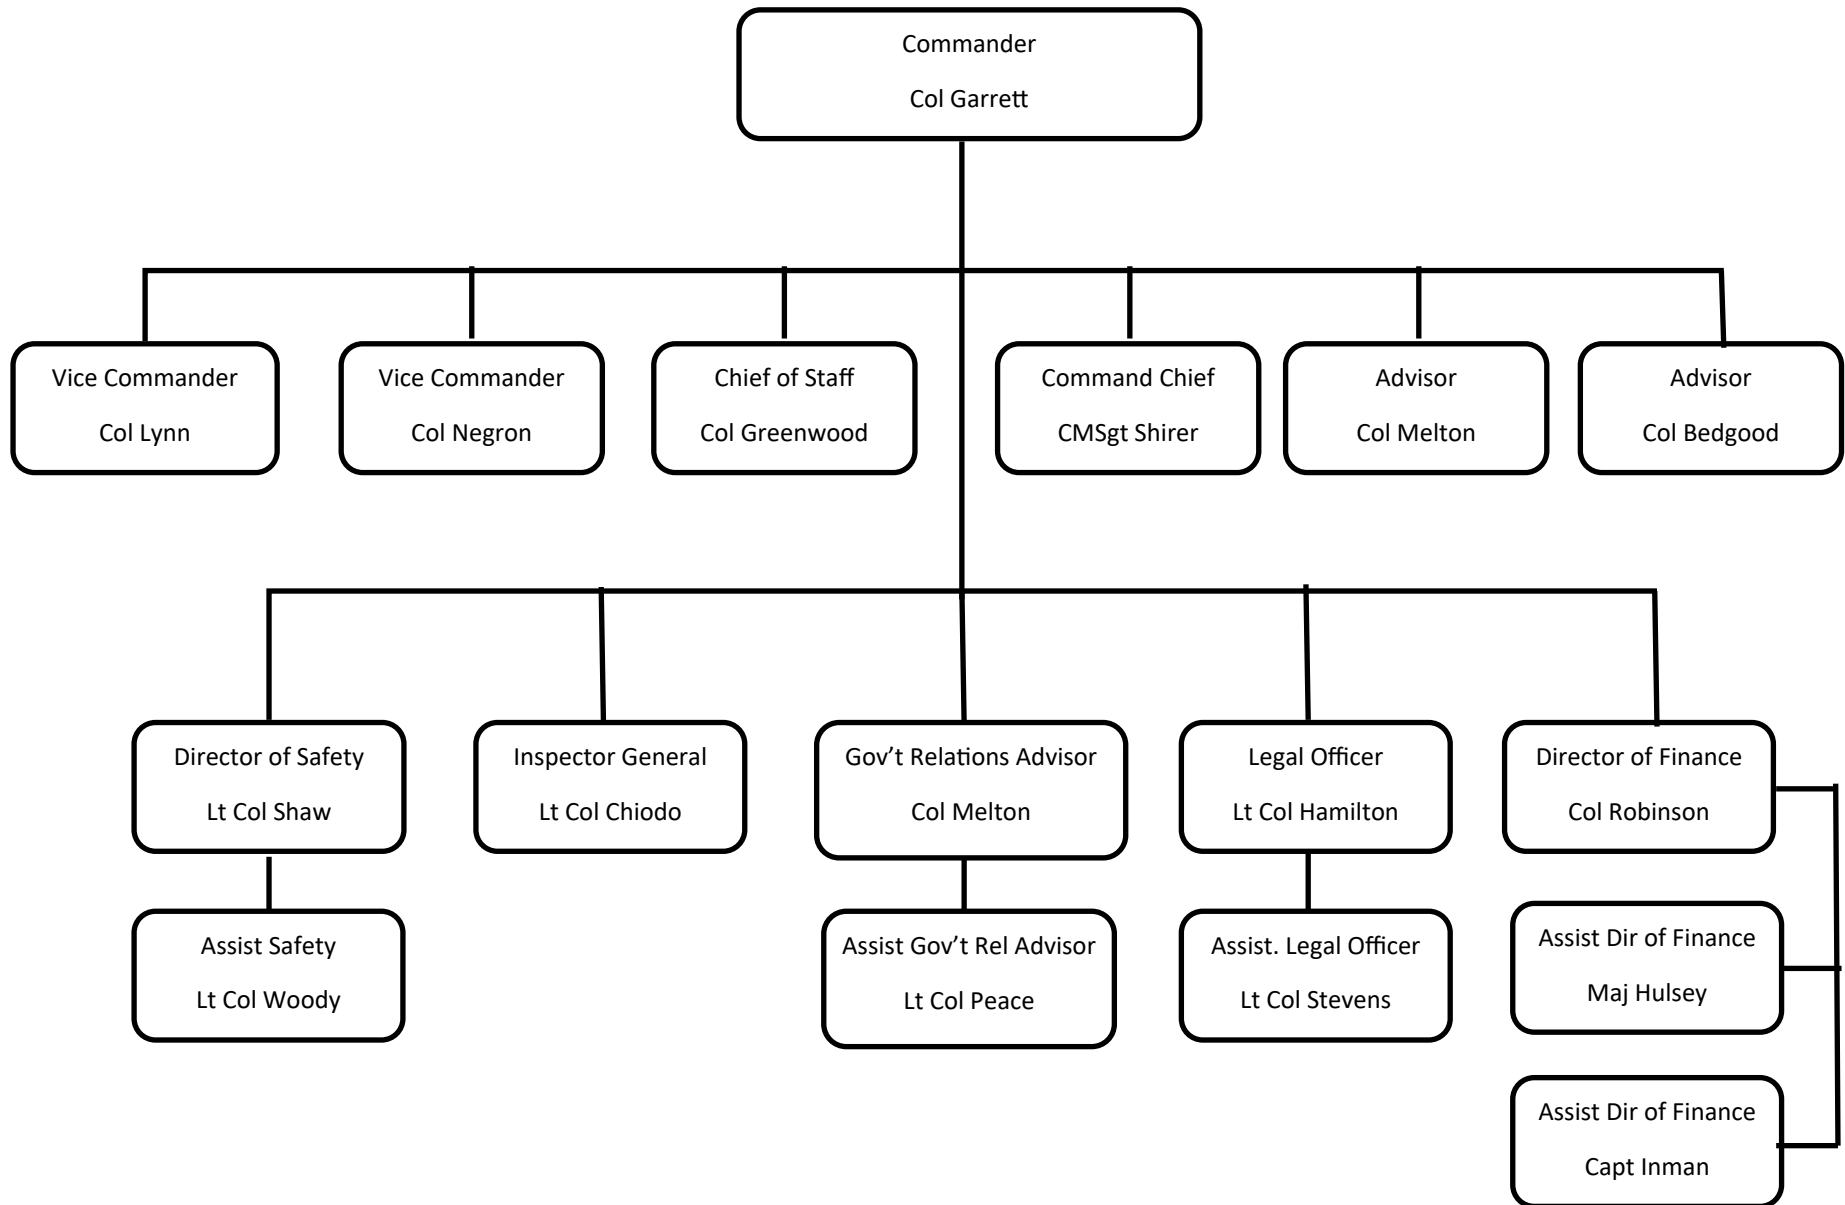 Commander
Col Garrett
Vice Commander
Col Lynn
Vice Commander
Col Negron
Chief of Staff
Col Greenwood
Command Chief
CMSgt Shirer
Advisor
Col Melton
Advisor
Col Bedgood
Director of Safety
Lt Col Shaw
Inspector General
Lt Col Chiodo
Gov’t Relations Advisor
Col Melton
Legal Officer
Lt Col Hamilton
Director of Finance
Col Robinson
Assist Safety
Lt Col Woody
Assist Gov’t Rel Advisor
Lt Col Peace
Assist. Legal Officer
Lt Col Stevens
Assist Dir of Finance
Maj Hulsey
Assist Dir of Finance
Capt Inman